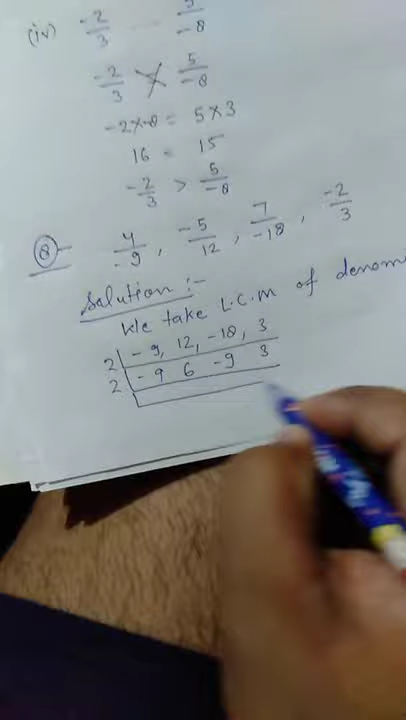 (iv) -2/3 5/-8
-2/3 5/-8
-2×-8 = 5×3
16 = 15
-2/3 > 5/-8
Q- 4/-9, -5/12, 7/-18, -2/3
Solution:-
We take L.C.M of denomi
2 | -9, 12, -18, 3
2 | -9 6 -9 3